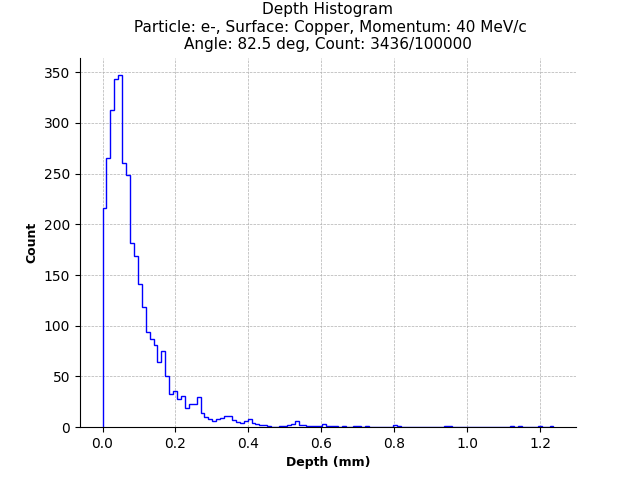 Depth Histogram
Particle: e-, Surface: Copper, Momentum: 40 MeV/c
Angle: 82.5 deg, Count: 3436/100000
350
300
250
200
150
100
50
0
Count
0.0 0.2 0.4 0.6 0.8 1.0 1.2
Depth (mm)